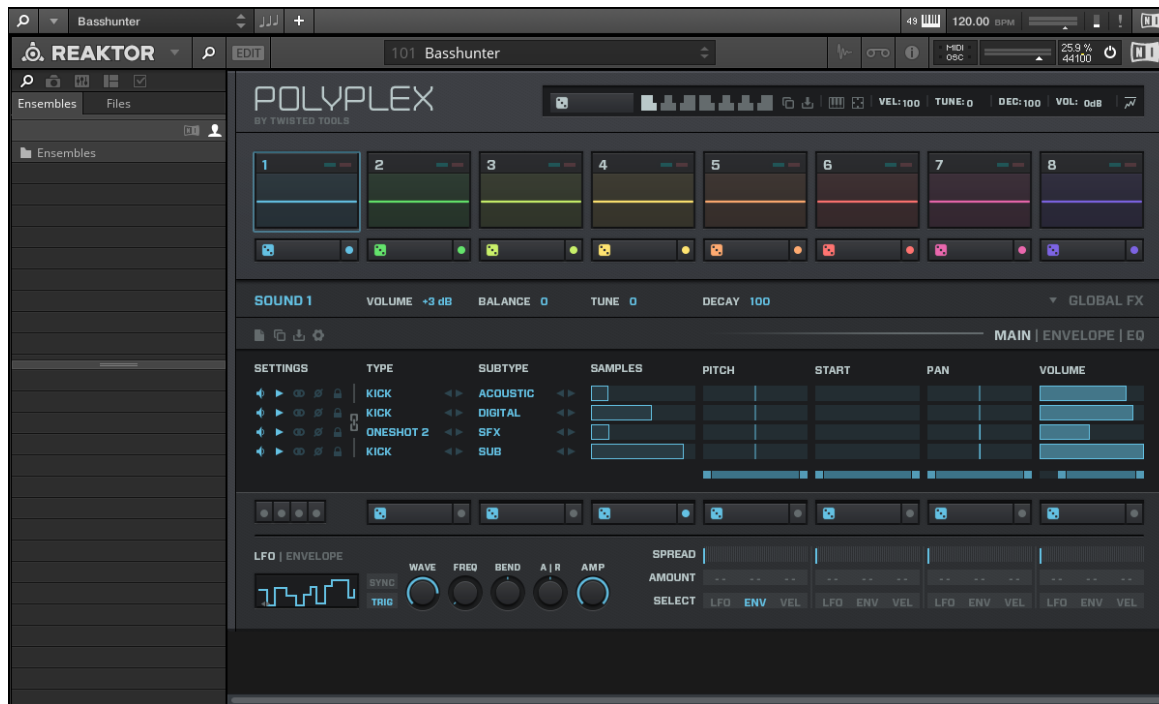 Basshunter 49 120.00 BPM !
REAKTOR EDIT 101 Basshunter MIDI OSC 25.9 % 44100
Ensembles Files
Ensembles
POLYPLEX
BY TWISTED TOOLS
VEL:100 TUNE:0 DEC:100 VOL: 0dB
1 2 3 4 5 6 7 8
SOUND 1 VOLUME +3 dB BALANCE 0 TUNE 0 DECAY 100 GLOBAL FX
MAIN | ENVELOPE | EQ
SETTINGS TYPE SUBTYPE SAMPLES PITCH START PAN VOLUME
KICK ACOUSTIC
KICK DIGITAL
ONESHOT 2 SFX
KICK SUB
LFO | ENVELOPE
WAVE FREQ BEND A|R AMP
SYNC
TRIG
SPREAD
AMOUNT -- -- -- -- -- -- -- -- -- -- -- --
SELECT LFO ENV VEL LFO ENV VEL LFO ENV VEL LFO ENV VEL